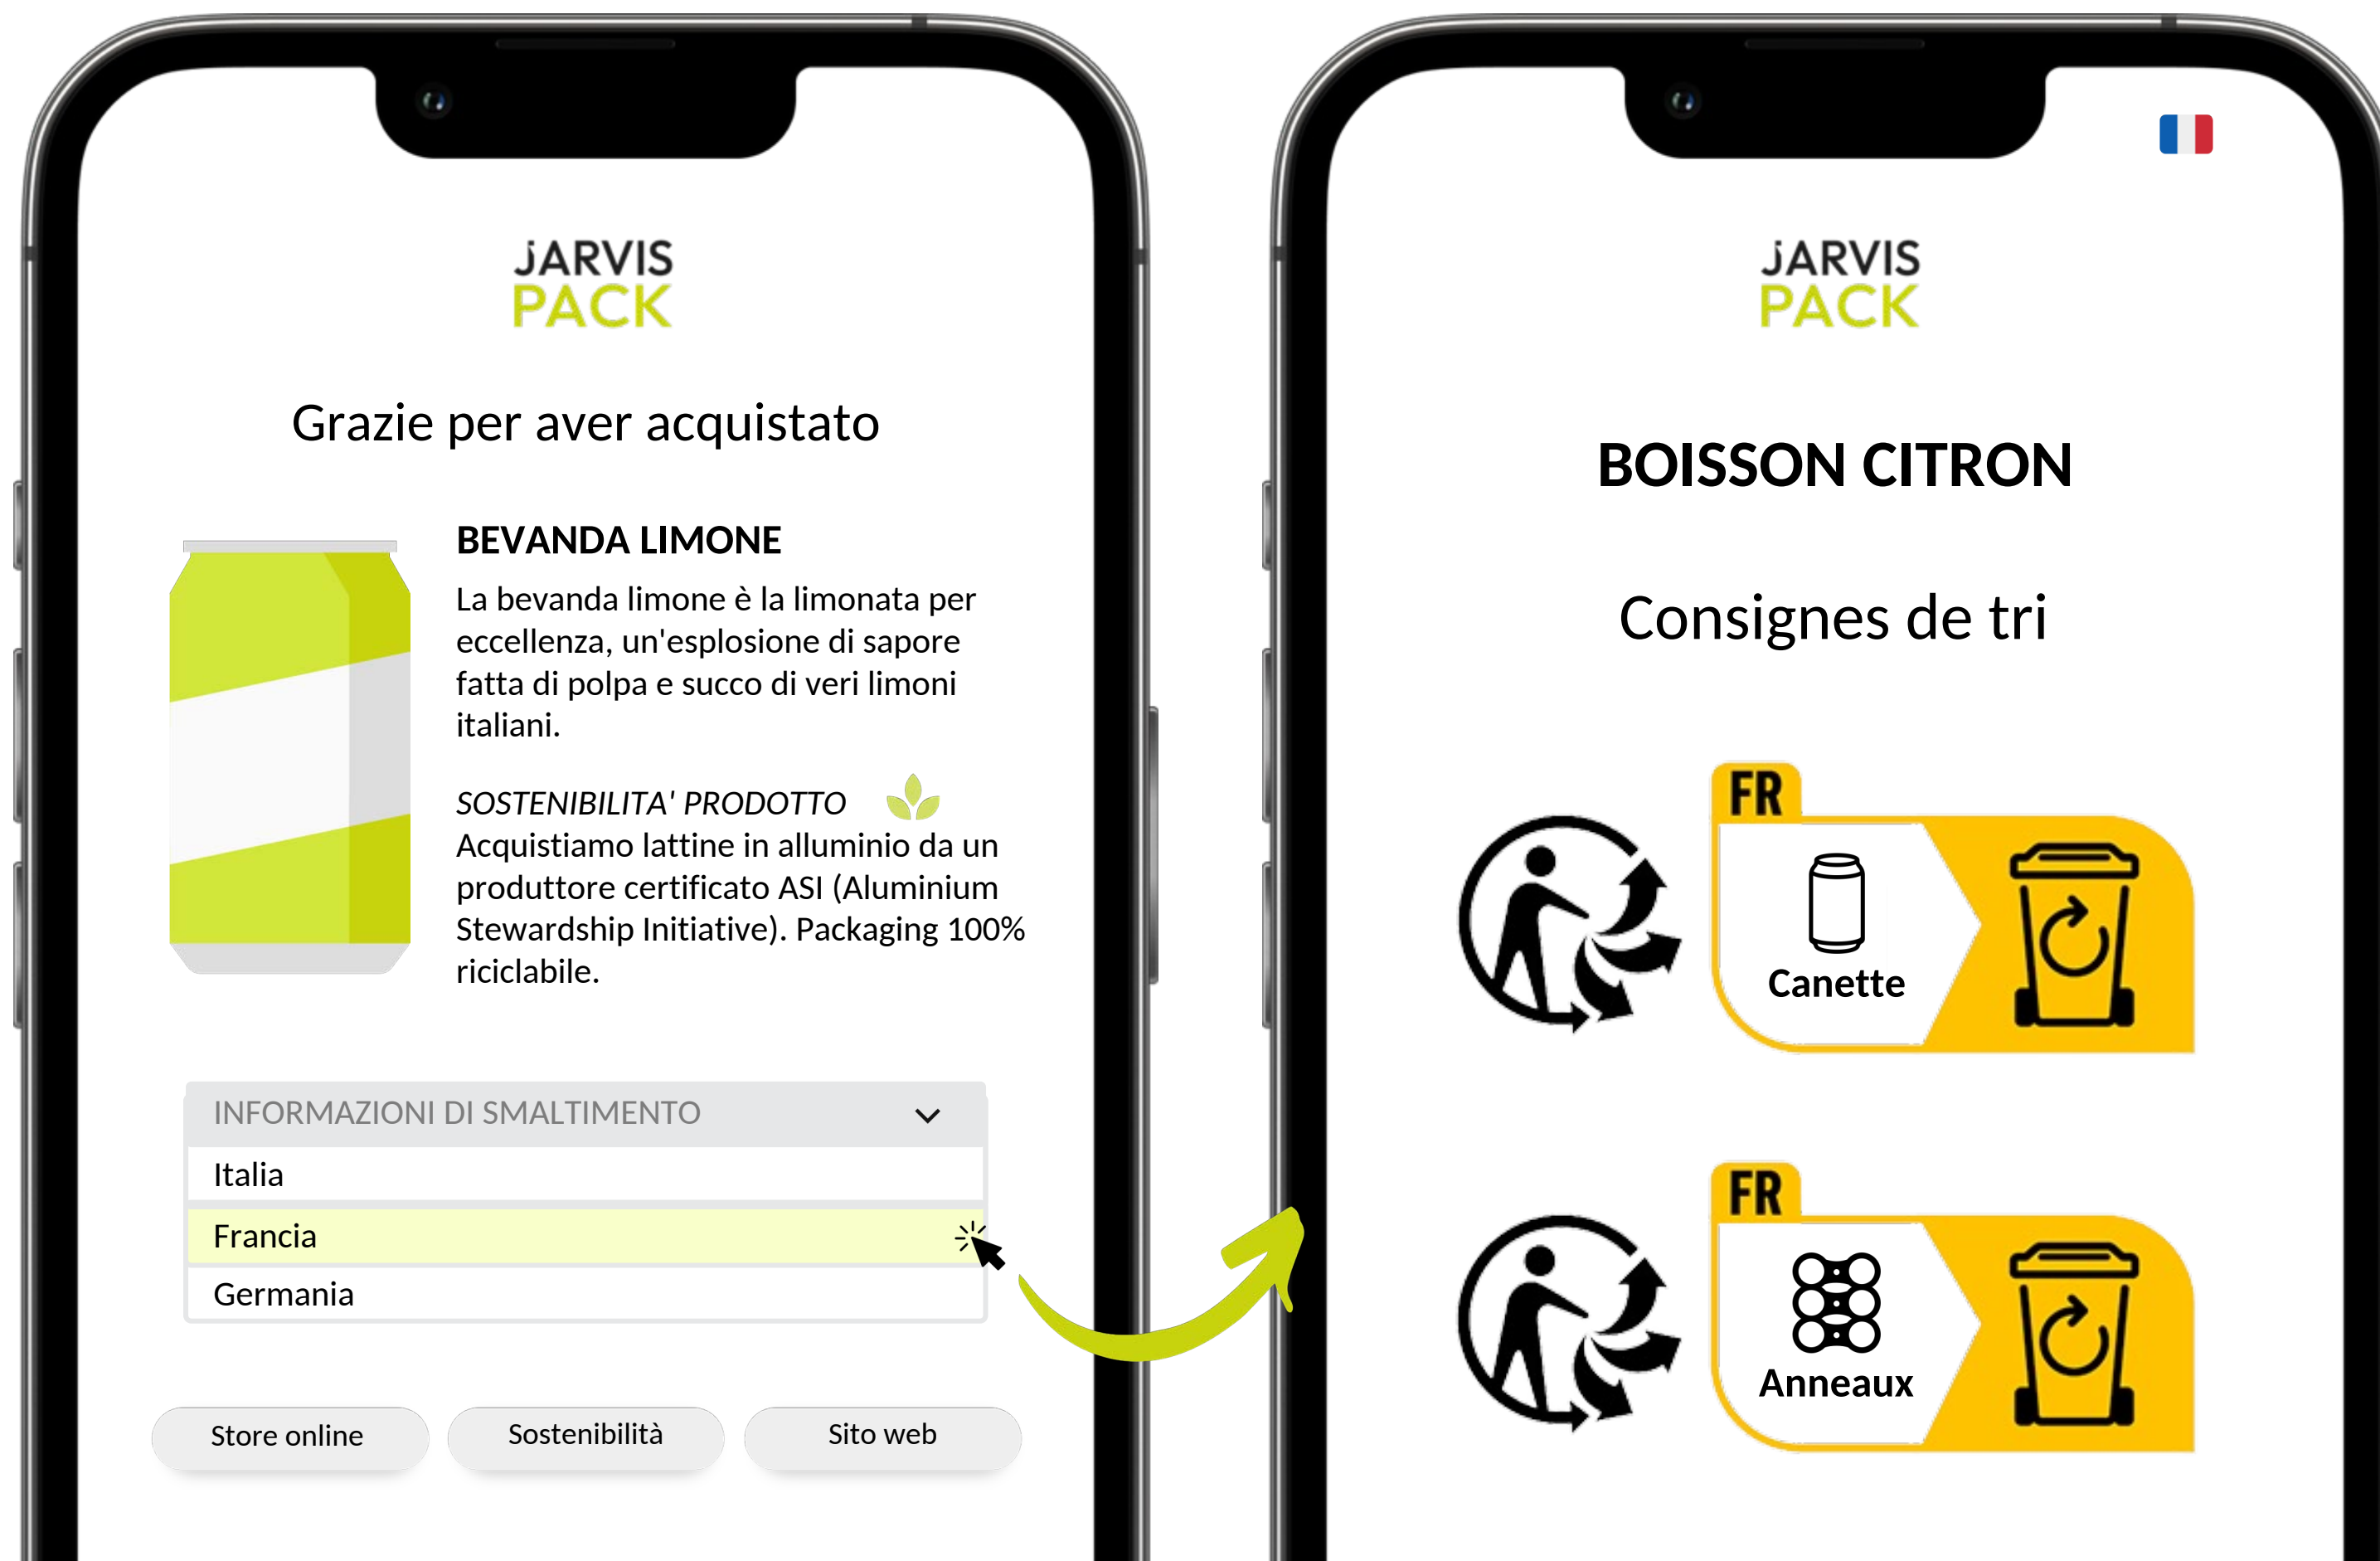 JARVIS
PACK
Grazie per aver acquistato
BEVANDA LIMONE
La bevanda limone è la limonata per
eccellenza, un'esplosione di sapore
fatta di polpa e succo di veri limoni
italiani.
SOSTENIBILITA' PRODOTTO
Acquistiamo lattine in alluminio da un
produttore certificato ASI (Aluminium
Stewardship Initiative). Packaging 100%
riciclabile.
INFORMAZIONI DI SMALTIMENTO
Italia
Francia
Germania
Store online
Sostenibilità
Sito web
JARVIS
PACK
BOISSON CITRON
Consignes de tri
FR
Canette
FR
Anneaux